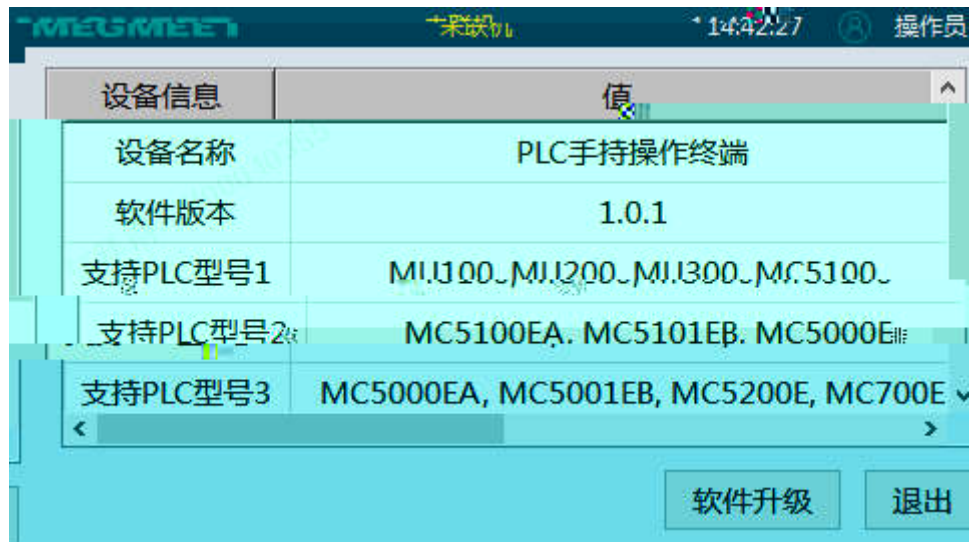 MEGMEET 未联机 14:42:27 操作员
设备信息 值
设备名称 PLC手持操作终端
软件版本 1.0.1
支持PLC型号1 MC5100
支持PLC型号2 MC5100EA. MC5101EB. MC5000E
支持PLC型号3 MC5000EA, MC5001EB, MC5200E, MC700E
软件升级 退出